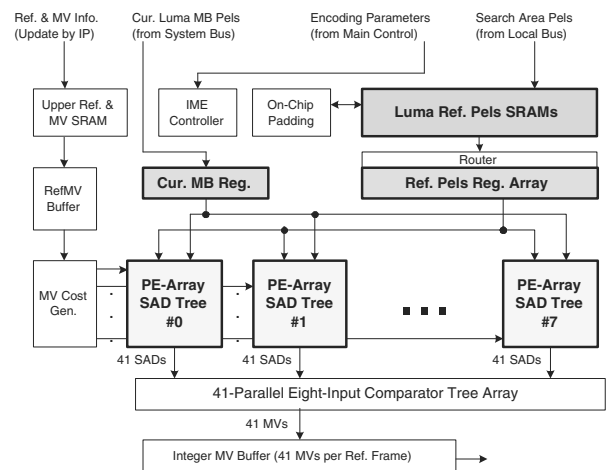 Ref. & MV Info.
(Update by IP)
Cur. Luma MB Pels
(from System Bus)
Encoding Parameters
(from Main Control)
Search Area Pels
(from Local Bus)
Upper Ref. &
MV SRAM
IME
Controller
On-Chip
Padding
Luma Ref. Pels SRAMs
Router
RefMV
Buffer
Cur. MB Reg.
Ref. Pels Reg. Array
MV Cost
Gen.
PE-Array
SAD Tree
#0
PE-Array
SAD Tree
#1
PE-Array
SAD Tree
#7
41 SADs
41 SADs
41 SADs
41-Parallel Eight-Input Comparator Tree Array
41 MVs
Integer MV Buffer (41 MVs per Ref. Frame)